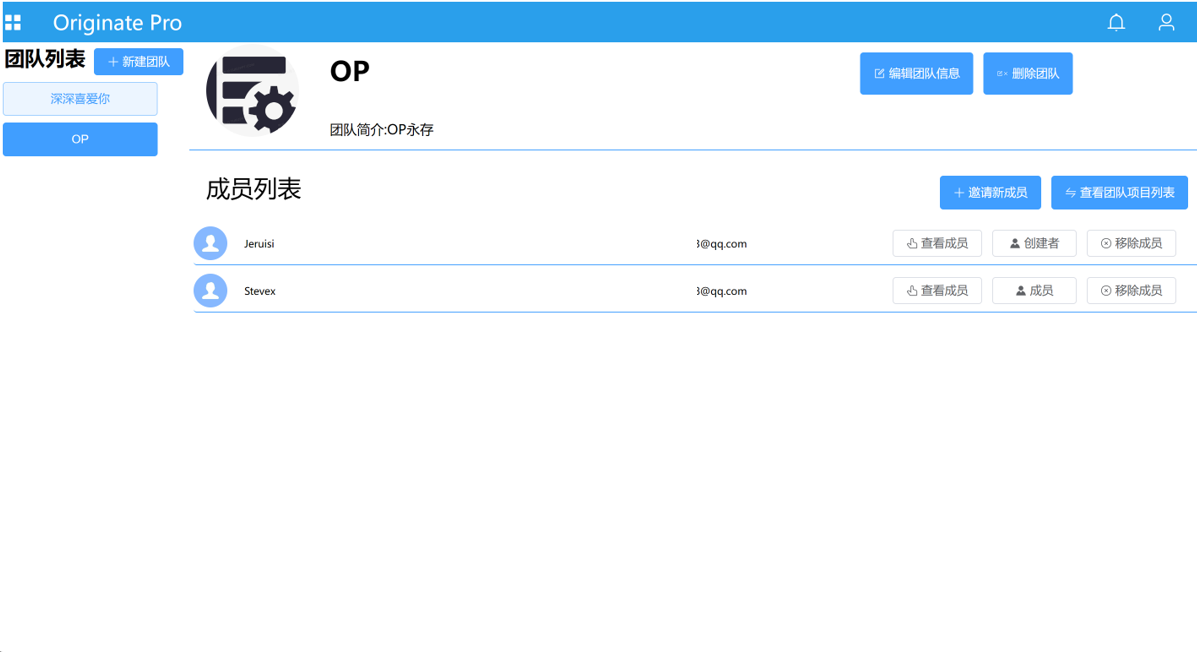 Originate Pro
团队列表
新建团队
深深喜爱你
OP
OP
团队简介:OP永存
编辑团队信息
删除团队
成员列表
邀请新成员
查看团队项目列表
Jeruisi
3@qq.com
查看成员
创建者
移除成员
Stevex
3@qq.com
查看成员
成员
移除成员